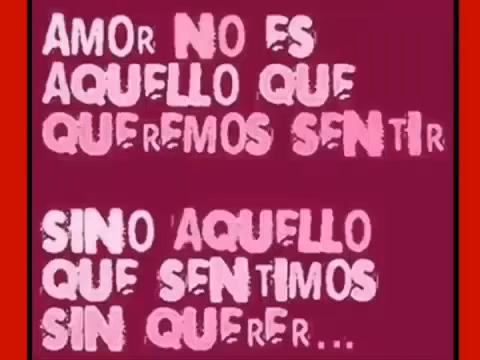 AMOR NO ES
AQUELLO QUE
QUEREMOS SENTIR
SINO AQUELLO
QUE SENTIMOS
SIN QUERER...